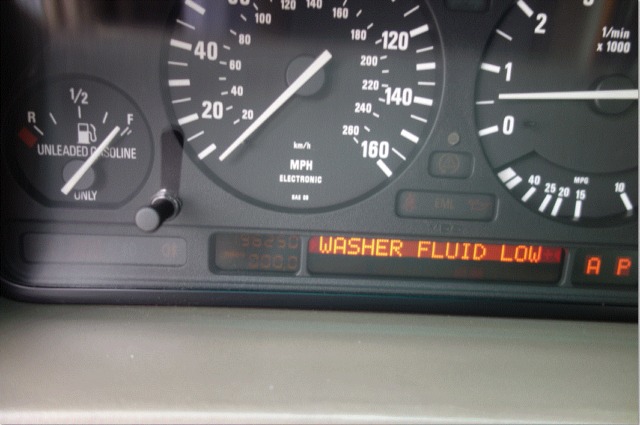 120 140
100 160
80 180
40 60 200 120
40 220 140
20 20 240
260 160
km/h
MPH
ELECTRONIC
1/2
R F
UNLEADED GASOLINE
ONLY
2
1/min
x 1000
1
0
MPG
40 25 20 15 10
000.0
WASHER FLUID LOW
A P